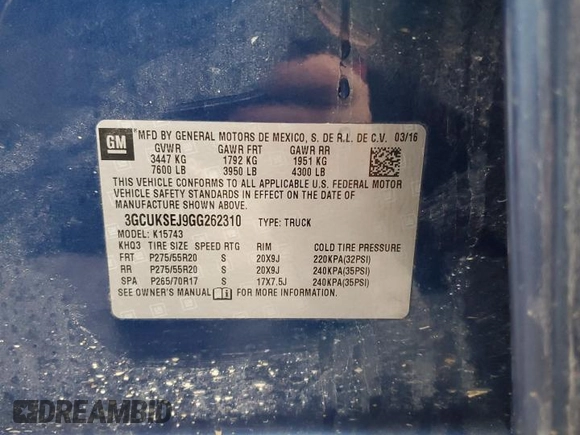 GM
*MFD BY GENERAL MOTORS DE MEXICO, S. DE R.L. DE C.V. 03/16
GVWR GAWR FRT GAWR RR
3447 KG 1792 KG 1951 KG
7600 LB 3950 LB 4300 LB
THIS VEHICLE CONFORMS TO ALL APPLICABLE U.S. FEDERAL MOTOR
VEHICLE SAFETY STANDARDS IN EFFECT ON THE DATE OF
MANUFACTURE SHOWN ABOVE.
3GCUKSEJ9GG262310 TYPE: TRUCK
MODEL: K15743
KHQ3 TIRE SIZE SPEED RTG RIM COLD TIRE PRESSURE
FRT P275/55R20 S 20X9J 220KPA(32PSI)
RR P275/55R20 S 20X9J 240KPA(35PSI)
SPA P265/70R17 S 17X7.5J 240KPA(35PSI)
SEE OWNER'S MANUAL
DREAMBID